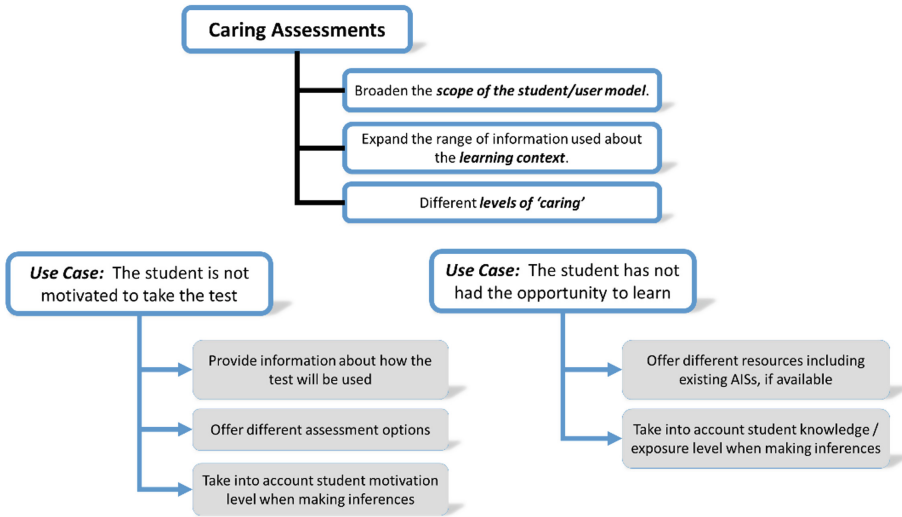 Caring Assessments
Broaden the scope of the student/user model.
Expand the range of information used about
the learning context.
Different levels of ‘caring’
Use Case: The student is not
motivated to take the test
Provide information about how the
test will be used
Offer different assessment options
Take into account student motivation
level when making inferences
Use Case: The student has not
had the opportunity to learn
Offer different resources including
existing AISs, if available
Take into account student knowledge /
exposure level when making inferences